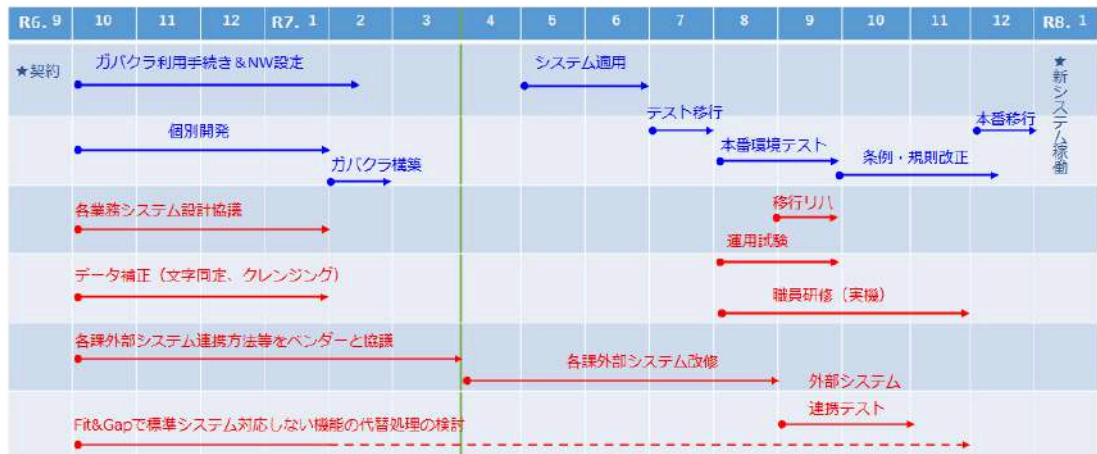 R6. 9 10 11 12 R7. 1 2 3 4 5 6 7 8 9 10 11 12 R8. 1
★契約
ガバクラ利用手続き＆NW設定
システム適用
★新システム稼働
テスト移行
本番移行
個別開発
本番環境テスト
ガバクラ構築
条例・規則改正
各業務システム設計協議
移行リハ
運用試験
データ補正（文字同定、クレンジング）
職員研修（実機）
各課外部システム連携方法等をベンダーと協議
各課外部システム改修
外部システム
連携テスト
Fit&Gapで標準システム対応しない機能の代替処理の検討